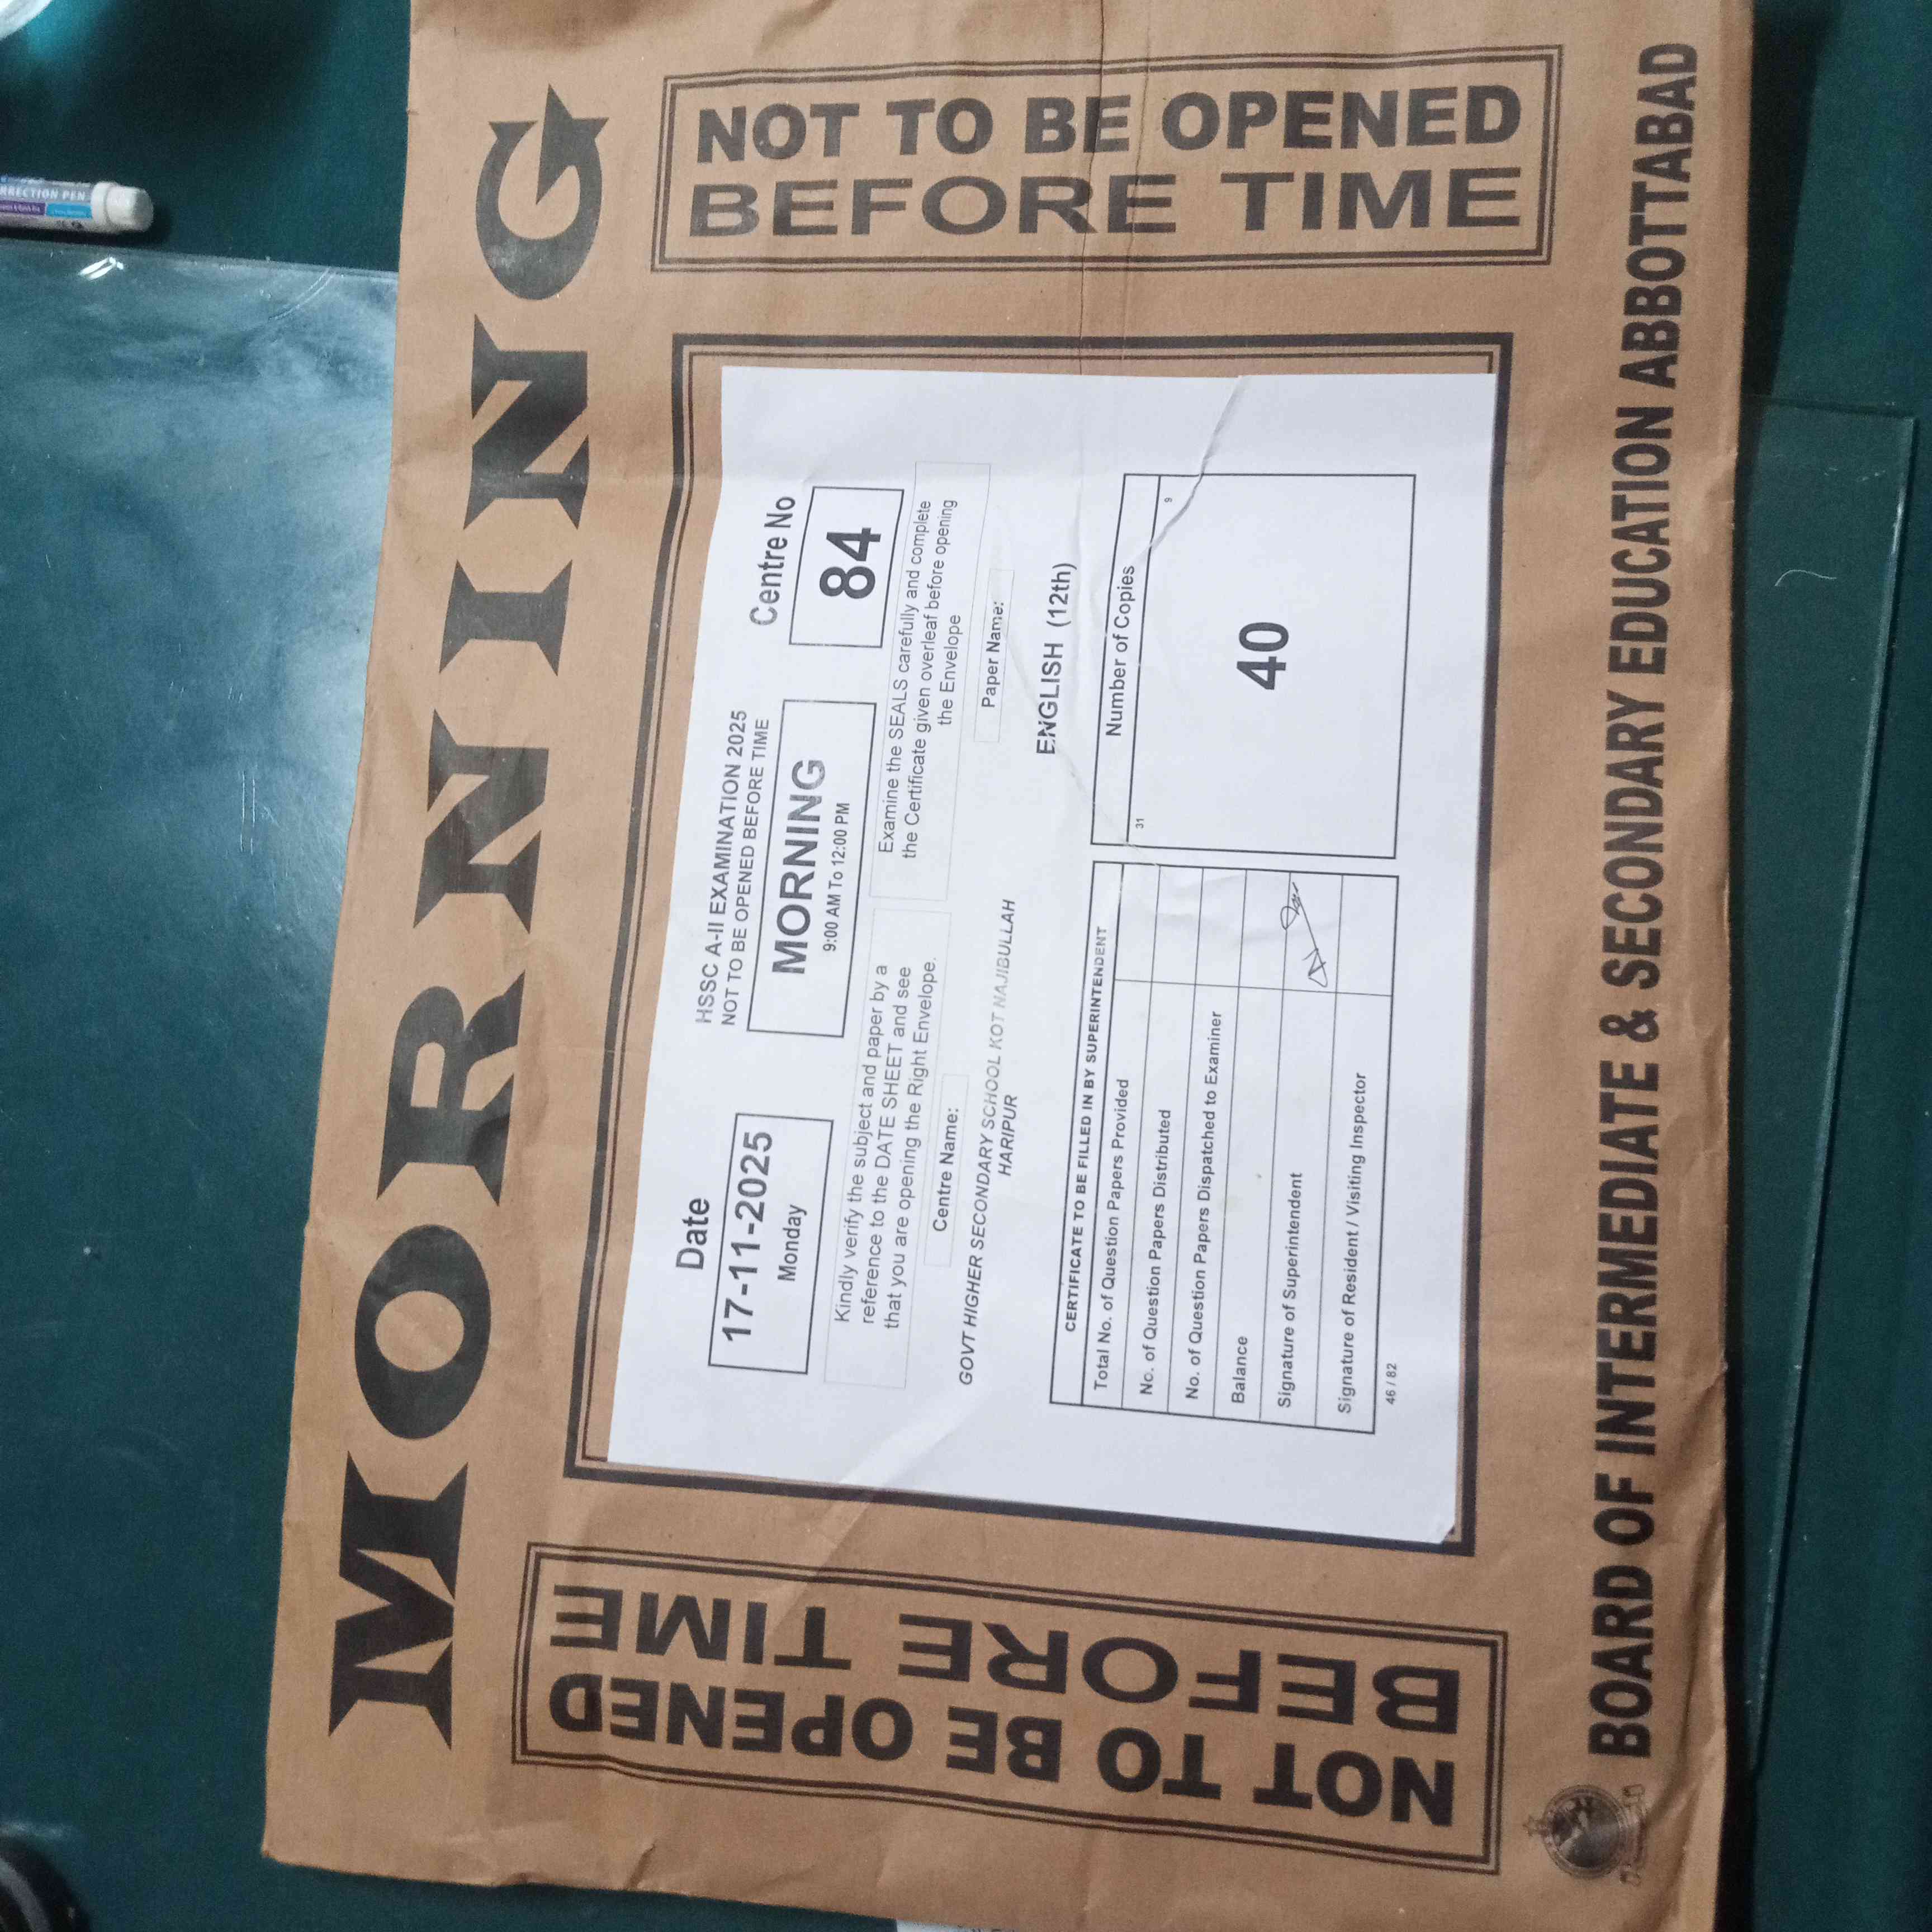 MORNING
NOT TO BE OPENED
BEFORE TIME
HSSC A-II EXAMINATION 2025
NOT TO BE OPENED BEFORE TIME
Date
17-11-2025
Monday
MORNING
9:00 AM To 12:00 PM
Centre No
84
Kindly verify the subject and paper by a
reference to the DATE SHEET and see
that you are opening the Right Envelope.
Examine the SEALS carefully and complete
the Certificate given overleaf before opening
the Envelope
Centre Name:
GOVT HIGHER SECONDARY SCHOOL KOT NAJIBULLAH
HARIPUR
Paper Name:
ENGLISH (12th)
CERTIFICATE TO BE FILLED IN BY SUPERINTENDENT
Total No. of Question Papers Provided
No. of Question Papers Distributed
No. of Question Papers Dispatched to Examiner
Balance
Signature of Superintendent
Signature of Resident / Visiting Inspector
46 / 82
Number of Copies
31
9
40
NOT TO BE OPENED
BEFORE TIME
BOARD OF INTERMEDIATE & SECONDARY EDUCATION ABBOTTABAD
RRECTION PEN